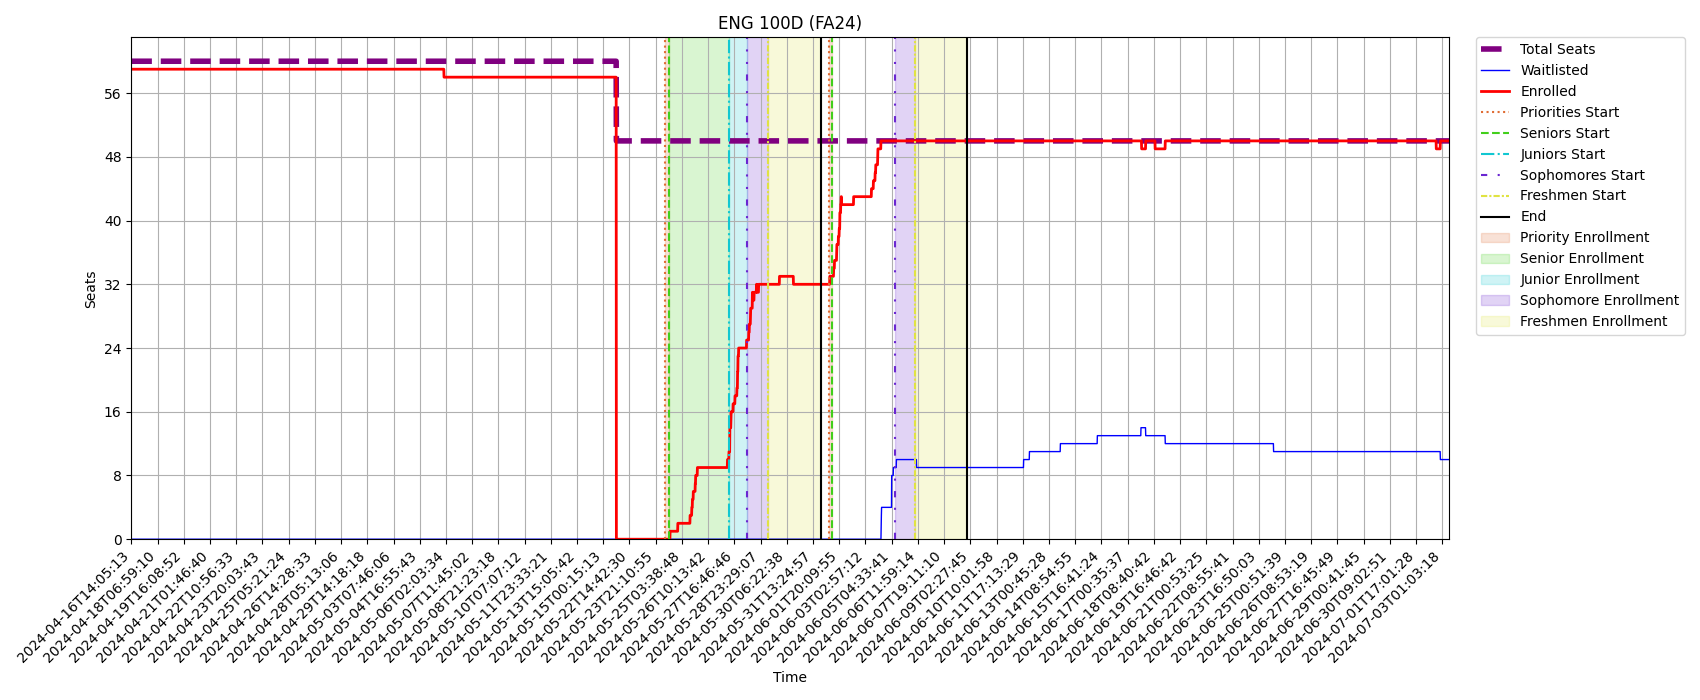 ENG 100D (FA24)
Seats
56
48
40
32
24
16
8
0
2024-04-16T14:05:13
2024-04-18T06:59:10
2024-04-19T16:08:52
2024-04-21T01:46:40
2024-04-22T10:56:33
2024-04-23T20:03:43
2024-04-25T05:21:24
2024-04-26T14:28:33
2024-04-28T05:13:06
2024-04-29T14:18:18
2024-05-03T07:46:06
2024-05-04T16:55:43
2024-05-06T02:03:34
2024-05-07T11:45:02
2024-05-08T21:23:18
2024-05-10T07:07:12
2024-05-11T23:33:21
2024-05-13T15:05:42
2024-05-15T00:15:13
2024-05-22T14:42:30
2024-05-23T21:10:55
2024-05-25T03:38:48
2024-05-26T10:13:42
2024-05-27T16:46:46
2024-05-28T23:29:07
2024-05-30T06:22:38
2024-05-31T13:24:57
2024-06-01T20:09:55
2024-06-03T02:57:12
2024-06-05T04:33:41
2024-06-06T11:59:14
2024-06-07T19:11:10
2024-06-09T02:27:45
2024-06-10T10:01:58
2024-06-11T17:13:29
2024-06-13T00:45:28
2024-06-14T08:54:55
2024-06-15T16:41:24
2024-06-17T00:35:37
2024-06-18T08:40:42
2024-06-19T16:46:42
2024-06-21T00:53:25
2024-06-22T08:55:41
2024-06-23T16:50:03
2024-06-25T00:51:39
2024-06-26T08:53:19
2024-06-27T16:45:49
2024-06-29T00:41:45
2024-06-30T09:02:51
2024-07-01T17:01:28
2024-07-03T01:03:18
Time
Total Seats
Waitlisted
Enrolled
Priorities Start
Seniors Start
Juniors Start
Sophomores Start
Freshmen Start
End
Priority Enrollment
Senior Enrollment
Junior Enrollment
Sophomore Enrollment
Freshmen Enrollment